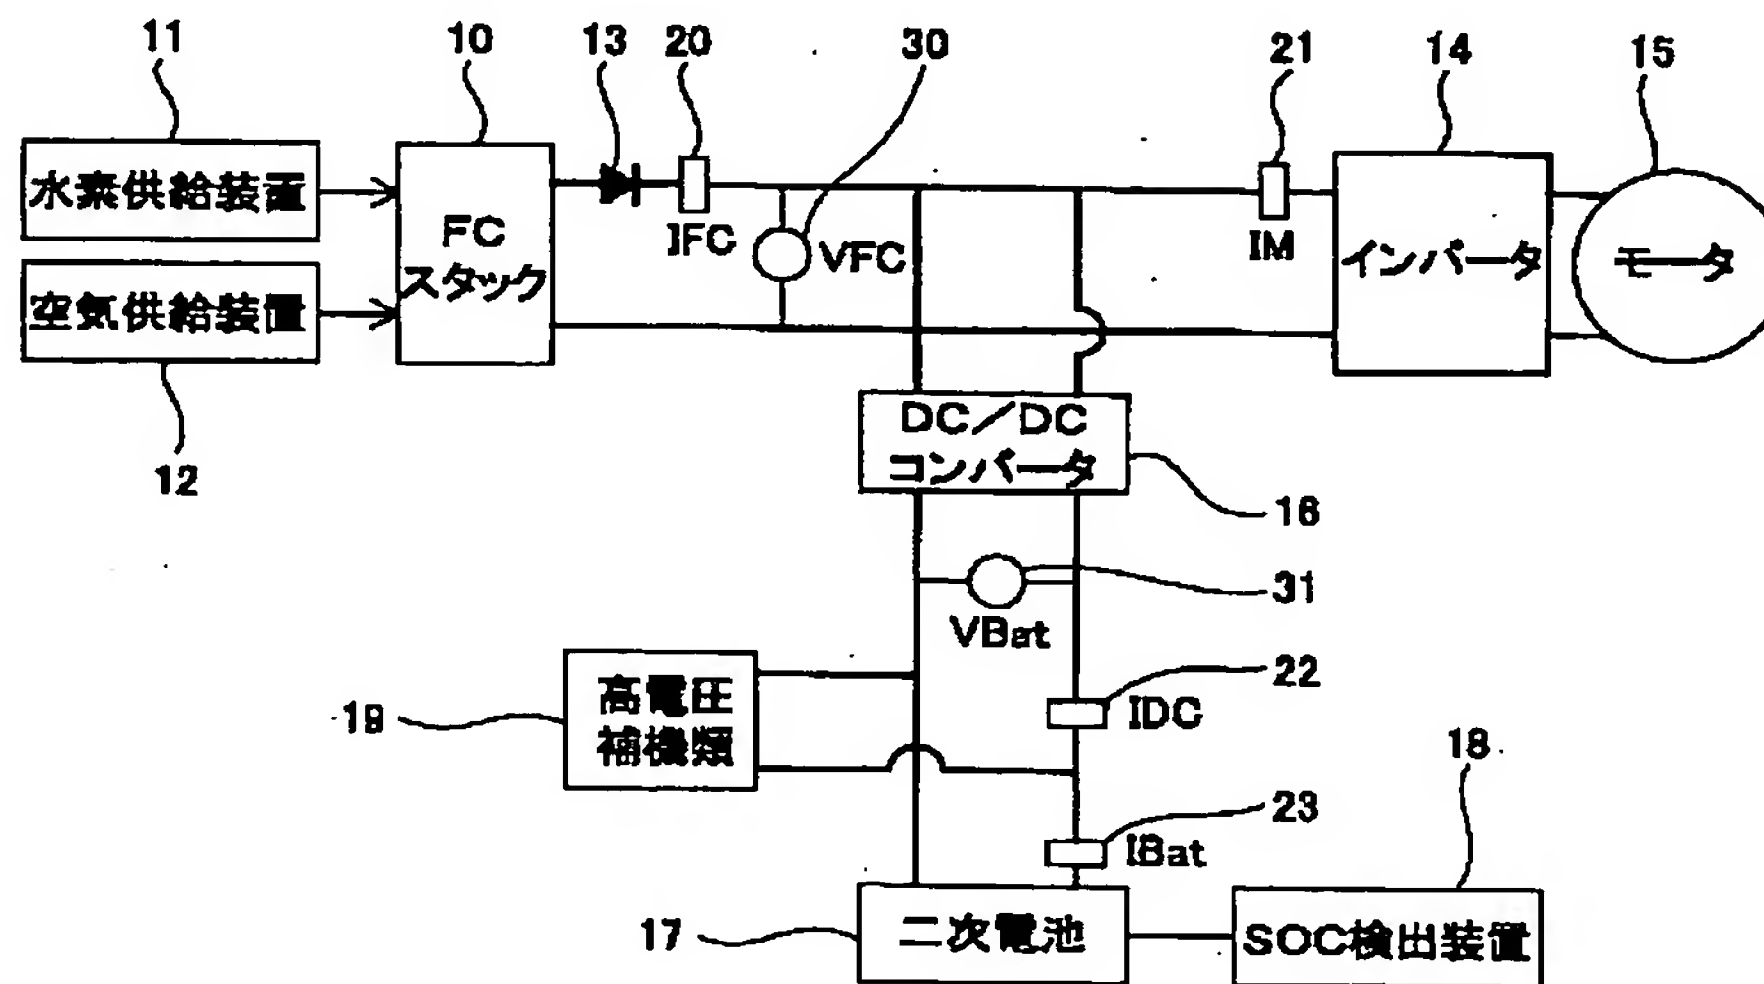 11
10
13
20
30
21
14
15
水素供給装置
空気供給装置
FC
スタック
IFC
VFC
IM
インバータ
モータ
12
DC／DC
コンバータ
16
31
VBat
高電圧
補機類
19
22
IDC
18
23
IBat
17
二次電池
SOC検出装置